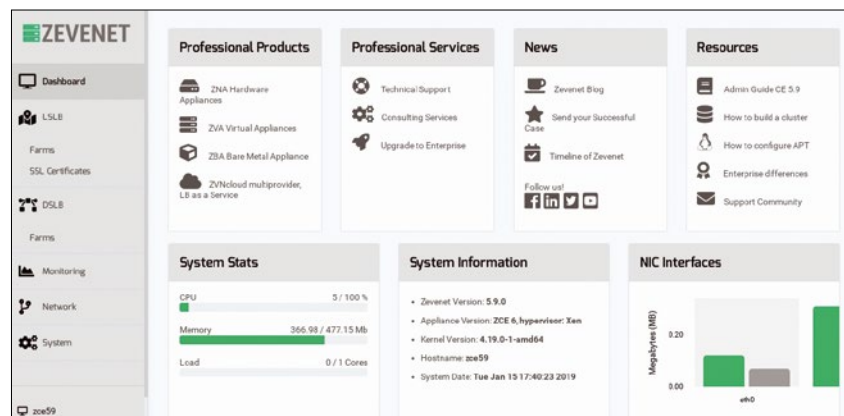 ZEVENET
Dashboard
LSLB
Farms
SSL Certificates
DSLB
Farms
Monitoring
Network
System
zce59
Professional Products
ZNA Hardware
Appliances
ZVA Virtual Appliances
ZBA Bare Metal Appliance
ZVNcloud multiprovider,
LB as a Service
Professional Services
Technical Support
Consulting Services
Upgrade to Enterprise
News
Zevenet Blog
Send your Successful
Case
Timeline of Zevenet
Follow us!
Resources
Admin Guide CE 5.9
How to build a cluster
How to configure APT
Enterprise differences
Support Community
System Stats
CPU 5 / 100 %
Memory 366.98 / 477.15 Mb
Load 0 / 1 Cores
System Information
• Zevenet Version: 5.9.0
• Appliance Version: ZCE 6, hypervisor: Xen
• Kernel Version: 4.19.0-1-amd64
• Hostname: zce59
• System Date: Tue Jan 15 17:40:23 2019
NIC Interfaces
Megabytes (MB)
0.20
0.00
eth0